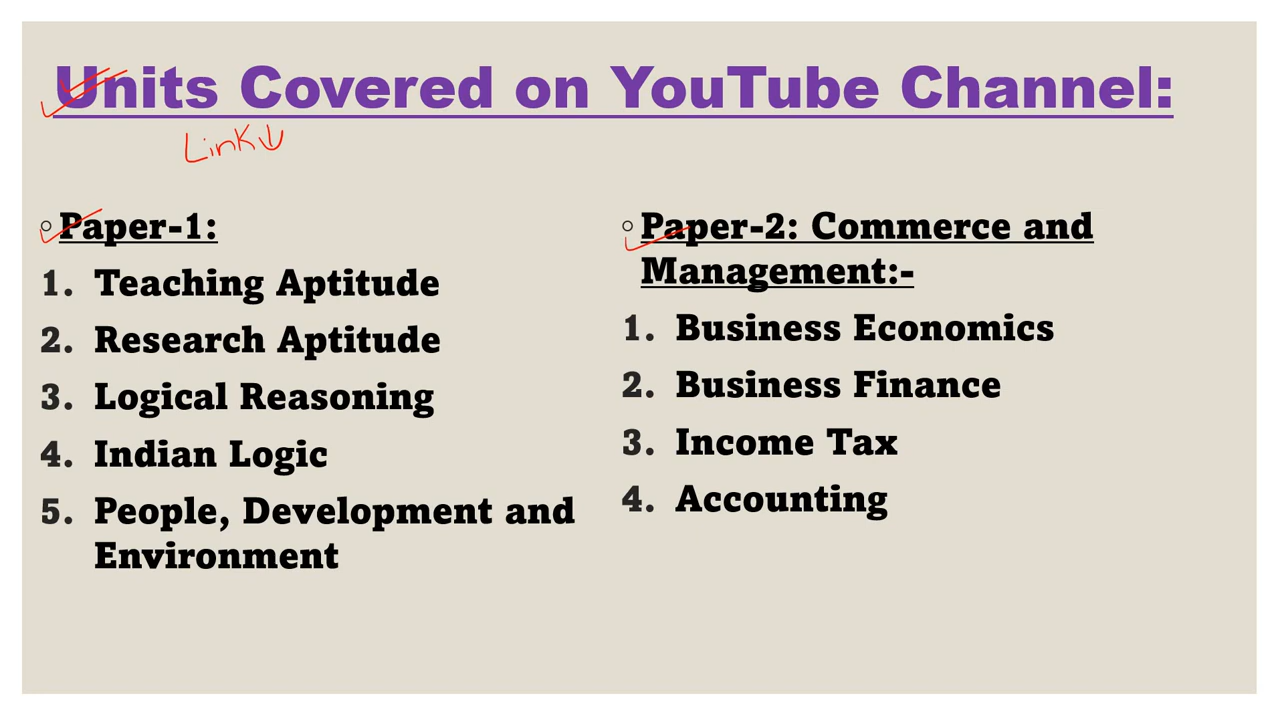 Units Covered on YouTube Channel:
Link↓
◦Paper-1:
1. Teaching Aptitude
2. Research Aptitude
3. Logical Reasoning
4. Indian Logic
5. People, Development and
Environment
◦Paper-2: Commerce and
Management:-
1. Business Economics
2. Business Finance
3. Income Tax
4. Accounting